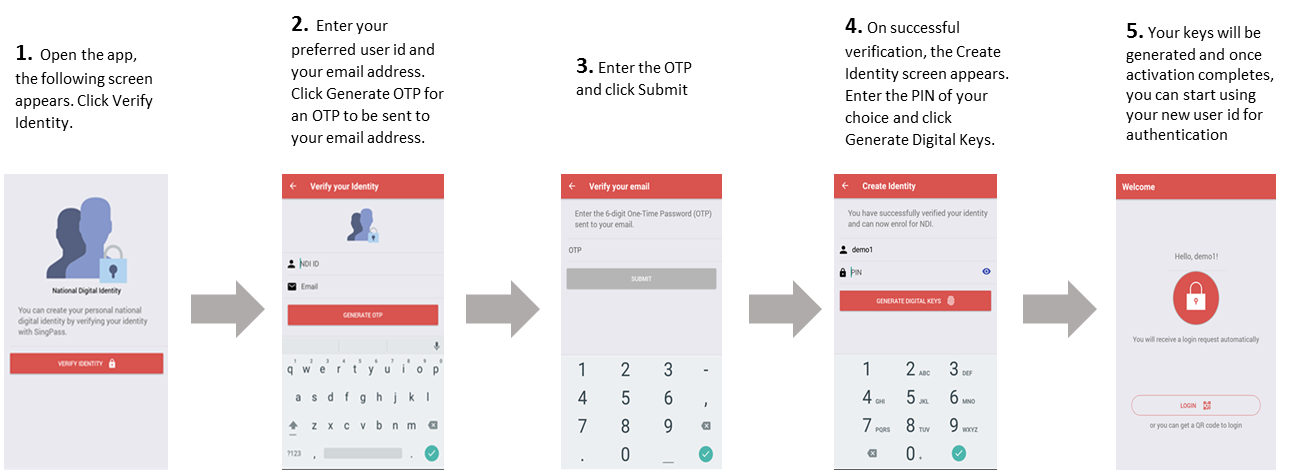 1. Open the app,
the following screen
appears. Click Verify
Identity.
2. Enter your
preferred user id and
your email address.
Click Generate OTP for
an OTP to be sent to
your email address.
3. Enter the OTP
and click Submit
4. On successful
verification, the Create
Identity screen appears.
Enter the PIN of your
choice and click
Generate Digital Keys.
5. Your keys will be
generated and once
activation completes,
you can start using
your new user id for
authentication
National Digital Identity
You can create your personal national
digital identity by verifying your identity
with SingPass.
VERIFY IDENTITY
Verify your Identity
NDI ID
Email
GENERATE OTP
1 2 3 4 5 6 7 8 9 0
q w e r t y u i o p
a s d f g h j k l
z x c v b n m
?123 , .
Verify your email
Enter the 6-digit One-Time Password (OTP)
sent to your email.
OTP
SUBMIT
1 2 3 -
4 5 6 ,
7 8 9
. 0 _
Create Identity
You have successfully verified your identity
and can now enrol for NDI.
demo1
PIN
GENERATE DIGITAL KEYS
1 2 ABC 3 DEF
4 GHI 5 JKL 6 MNO
7 PQRS 8 TUV 9 WXYZ
0 +
Welcome
Hello, demo1!
You will receive a login request automatically
LOGIN
or you can get a QR code to login